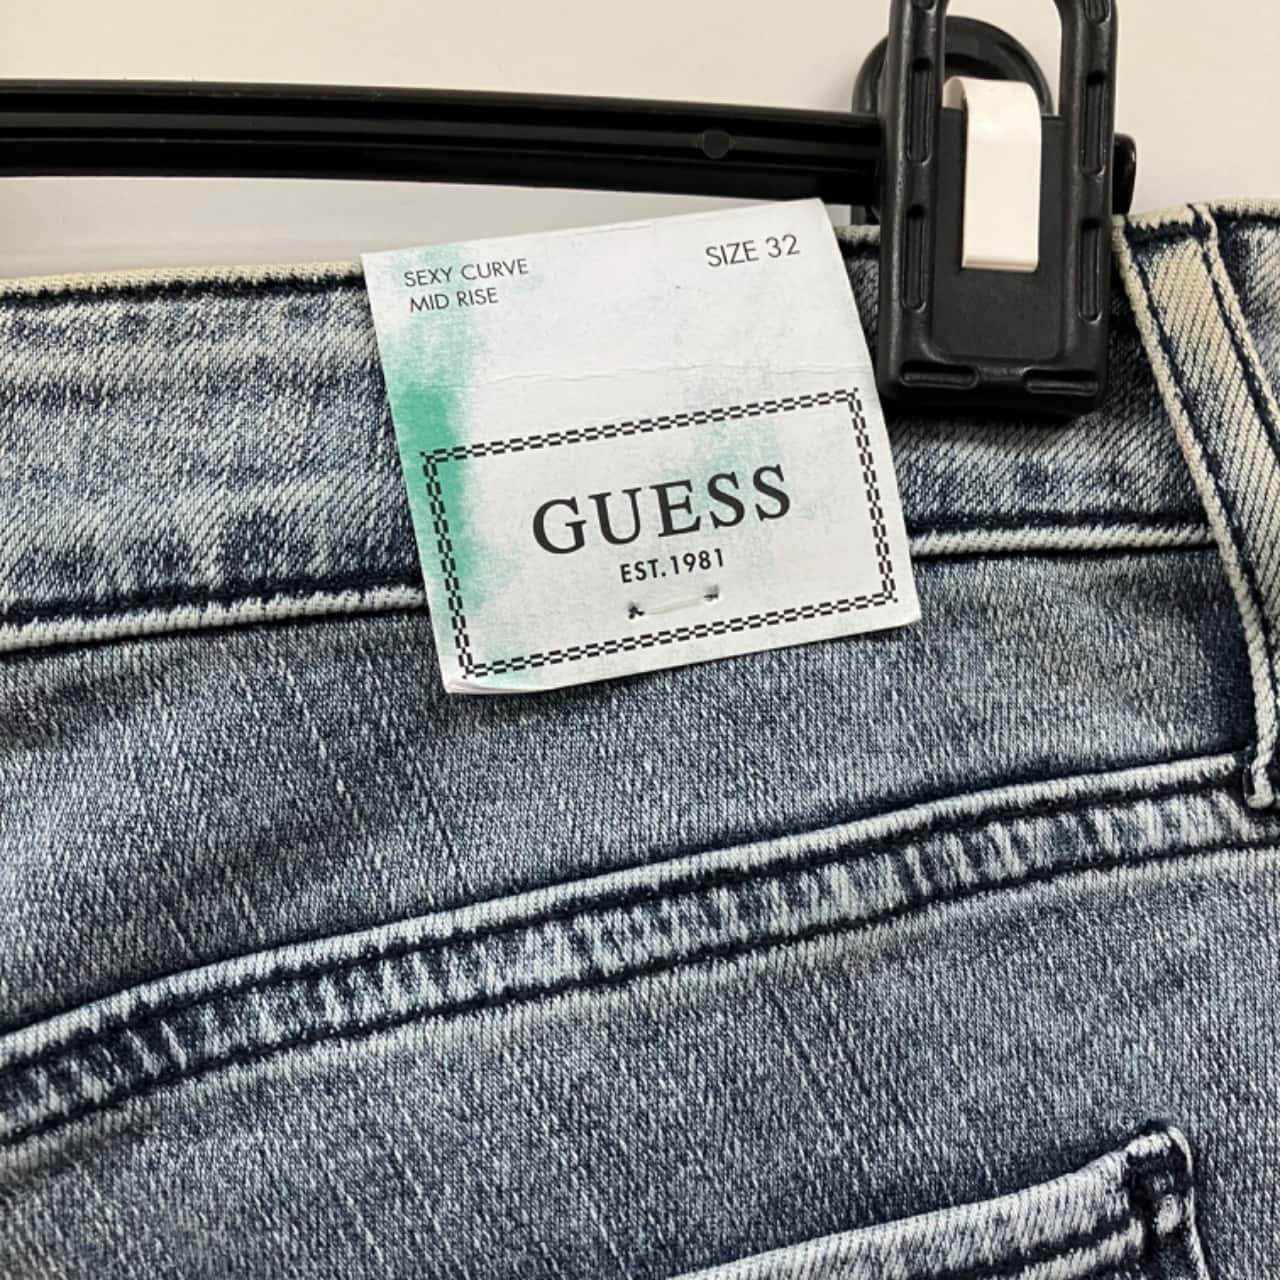 SEXY CURVE
MID RISE
SIZE 32
GUESS
EST.1981